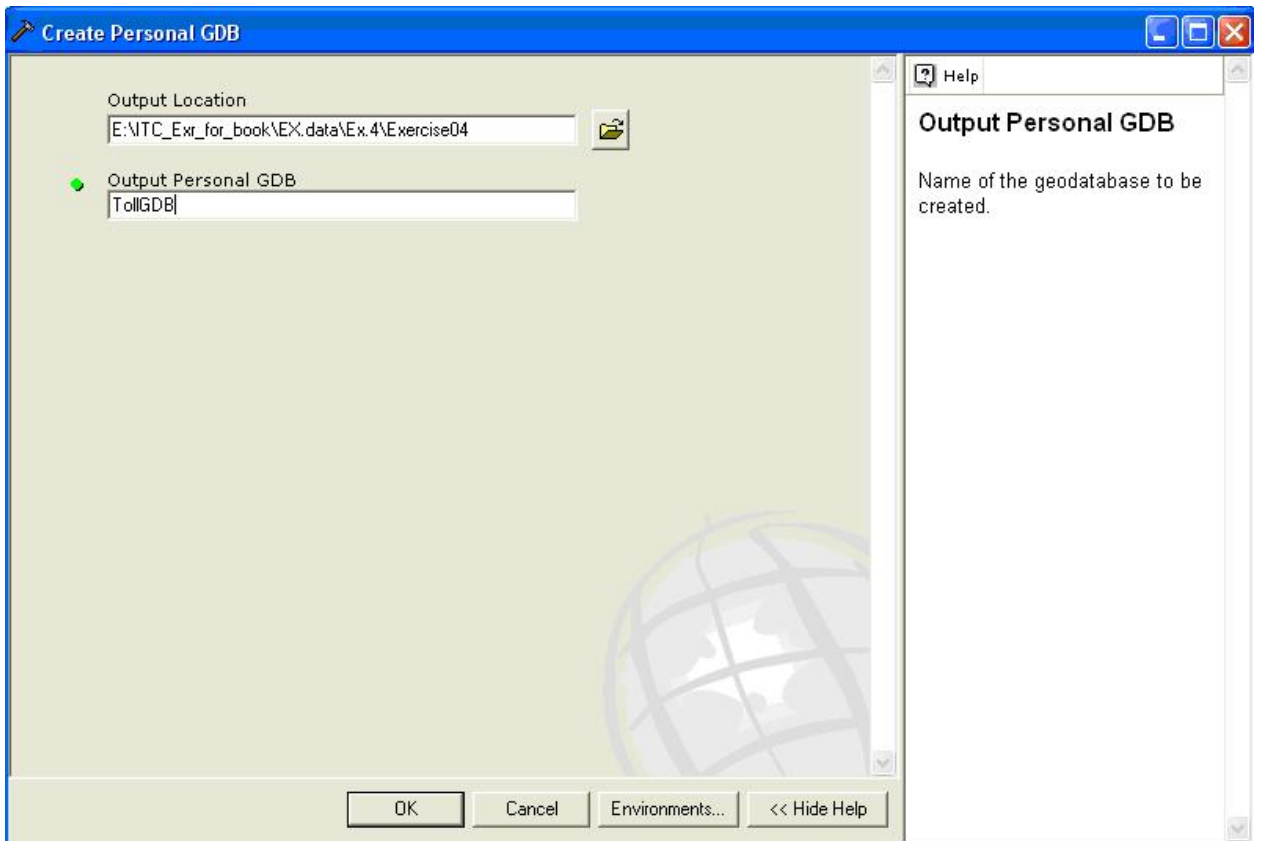 Create Personal GDB
Output Location
E:\ITC_Exr_for_book\EX.data\Ex.4\Exercise04
Output Personal GDB
TollGDB
OK
Cancel
Environments...
<< Hide Help
Help
Output Personal GDB
Name of the geodatabase to be
created.